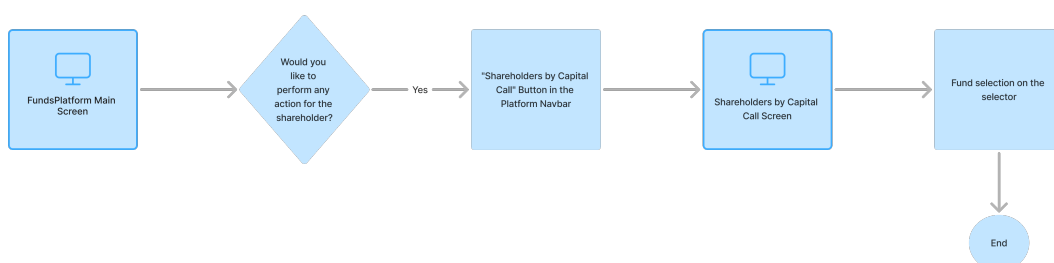 FundsPlatform Main
Screen
Would you
like to
perform any
action for the
shareholder?
Yes
"Shareholders by Capital
Call" Button in the
Platform Navbar
Shareholders by Capital
Call Screen
Fund selection on the
selector
End